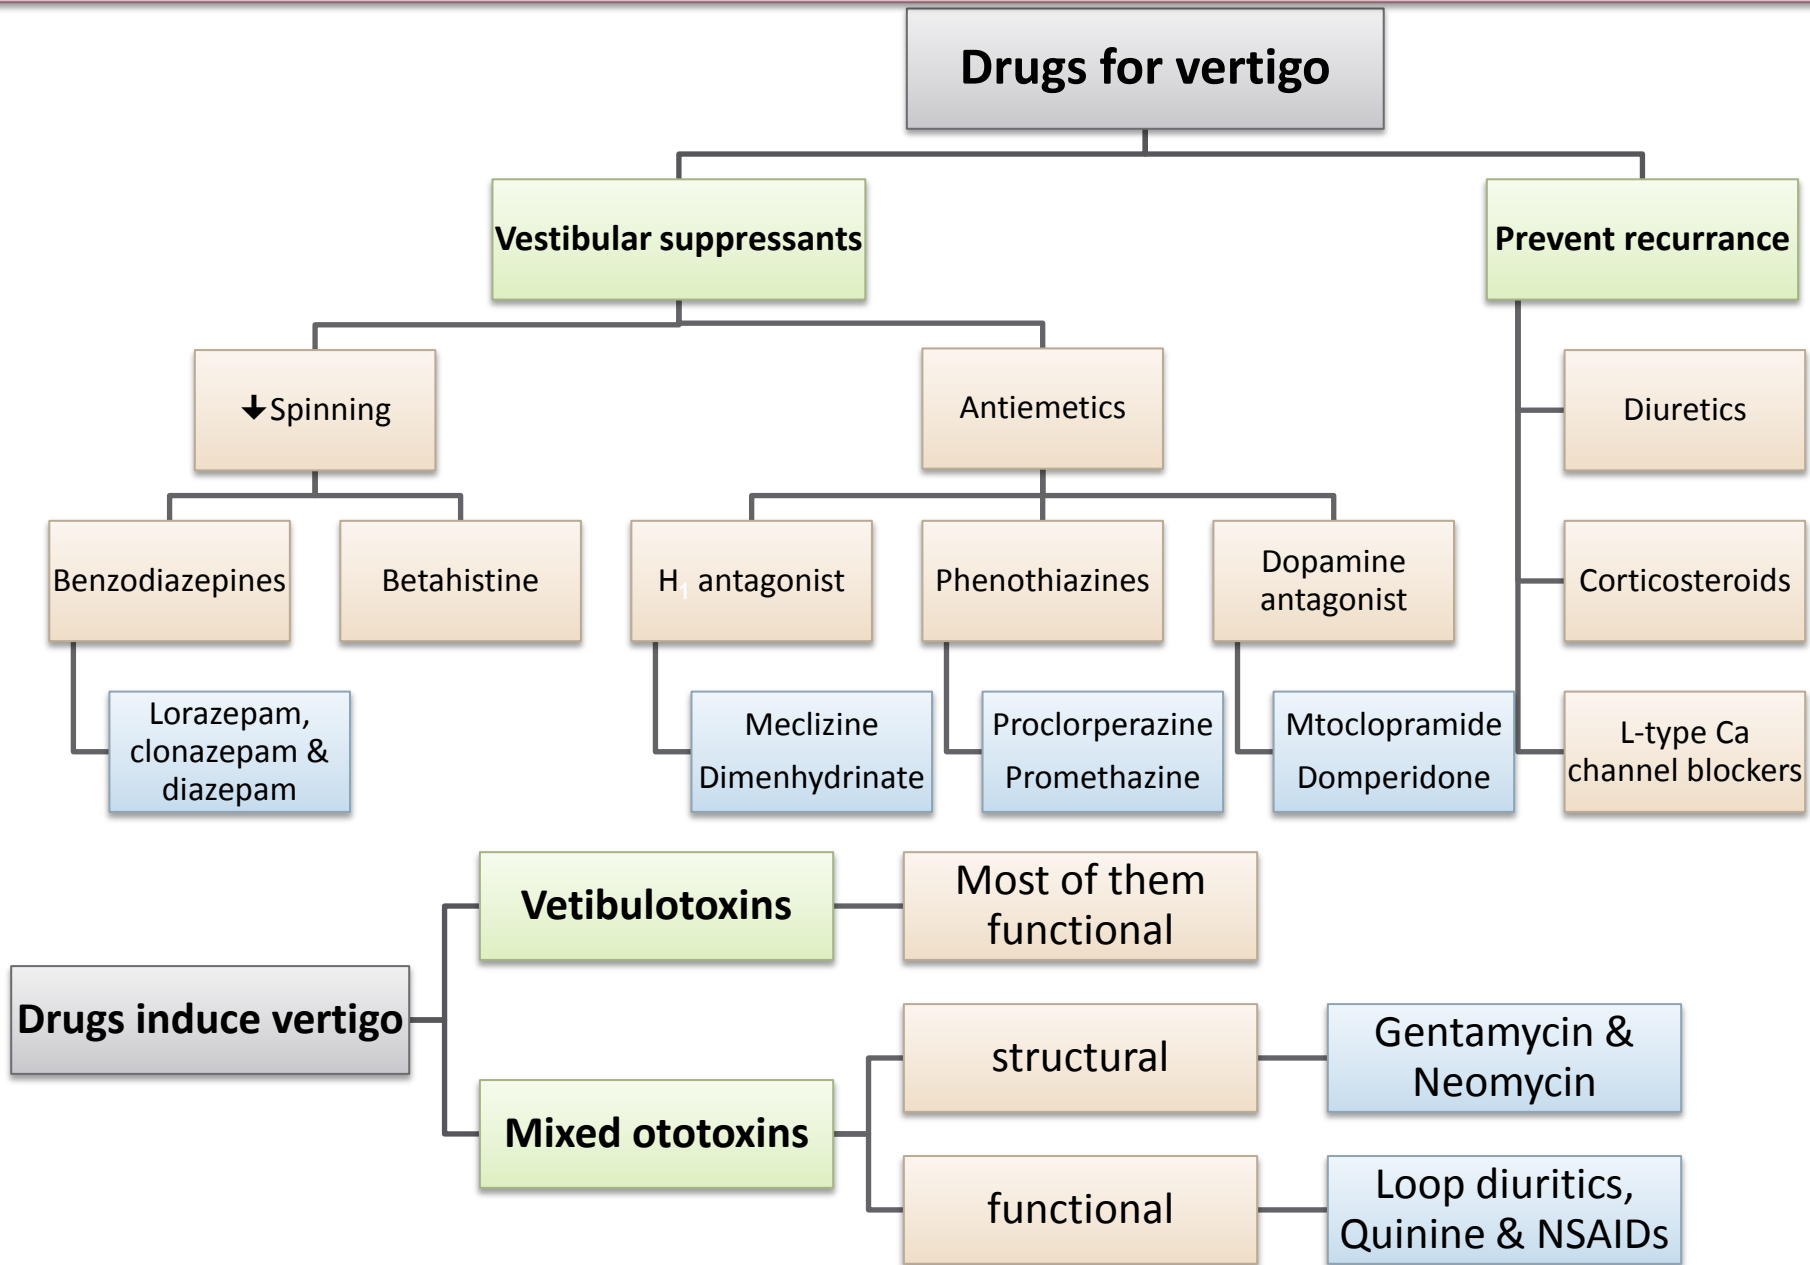 Drugs for vertigo
Vestibular suppressants
Prevent recurrance
↓Spinning
Antiemetics
Diuretics
Benzodiazepines
Betahistine
H₁ antagonist
Phenothiazines
Dopamine
antagonist
Corticosteroids
Lorazepam,
clonazepam &
diazepam
Meclizine
Dimenhydrinate
Proclorperazine
Promethazine
Mtoclopramide
Domperidone
L-type Ca
channel blockers
Drugs induce vertigo
Vetibulotoxins
Most of them
functional
Mixed ototoxins
structural
Gentamycin &
Neomycin
functional
Loop diuritics,
Quinine & NSAIDs